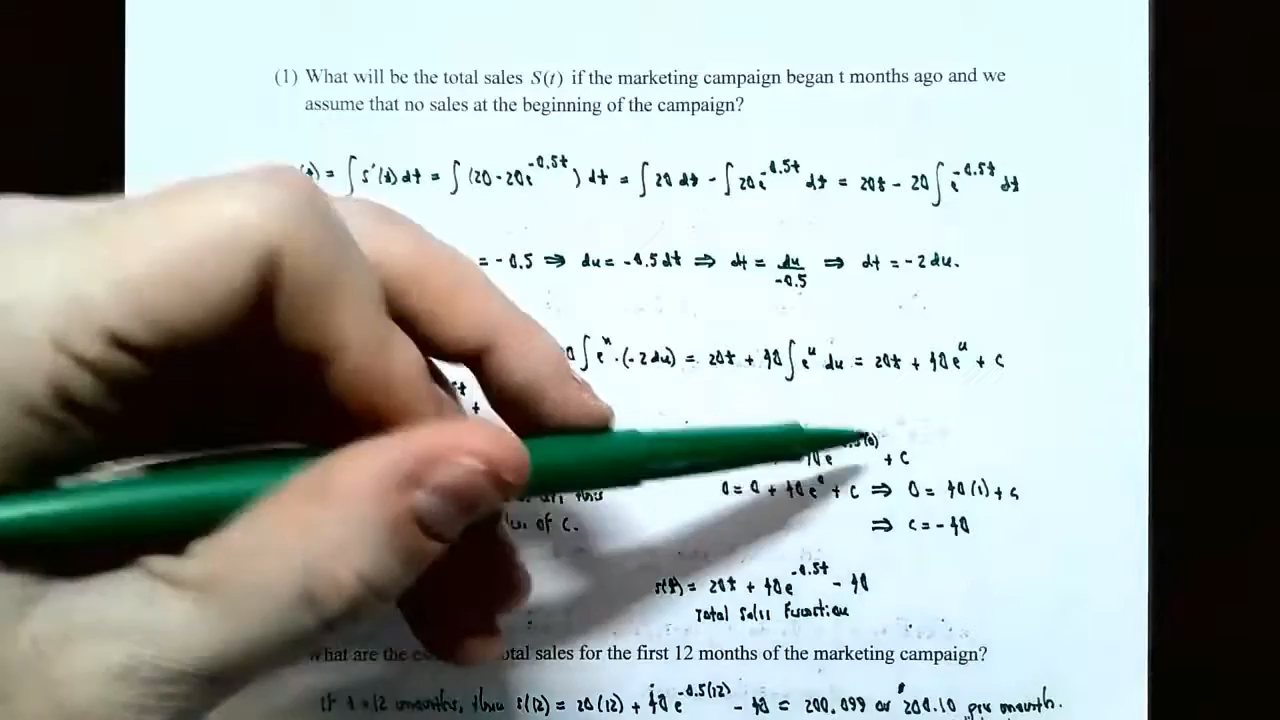 (1) What will be the total sales S(t) if the marketing campaign began t months ago and we
assume that no sales at the beginning of the campaign?
= ∫ s'(t) dt = ∫ (20 - 20e^-0.5t) dt = ∫ 20 dt - ∫ 20e^-0.5t dt = 20t - 20 ∫ e^-0.5t dt
= -0.5 ⇒ du = -0.5dt ⇒ dt = du/-0.5 ⇒ dt = -2du.
∫ e^u · (-2du) = 20t + 40 ∫ e^u du = 20t + 40e^u + c
+ c
0 = 0 + 40e^0 + c ⇒ 0 = 40(1) + c
of c. ⇒ c = -40
s(t) = 20t + 40e^-0.5t - 40
Total Sales Function
what are the total sales for the first 12 months of the marketing campaign?
If t = 12 months, then s(12) = 20(12) + 40e^-0.5(12) - 40 = 200.099 or 200.10 per month.